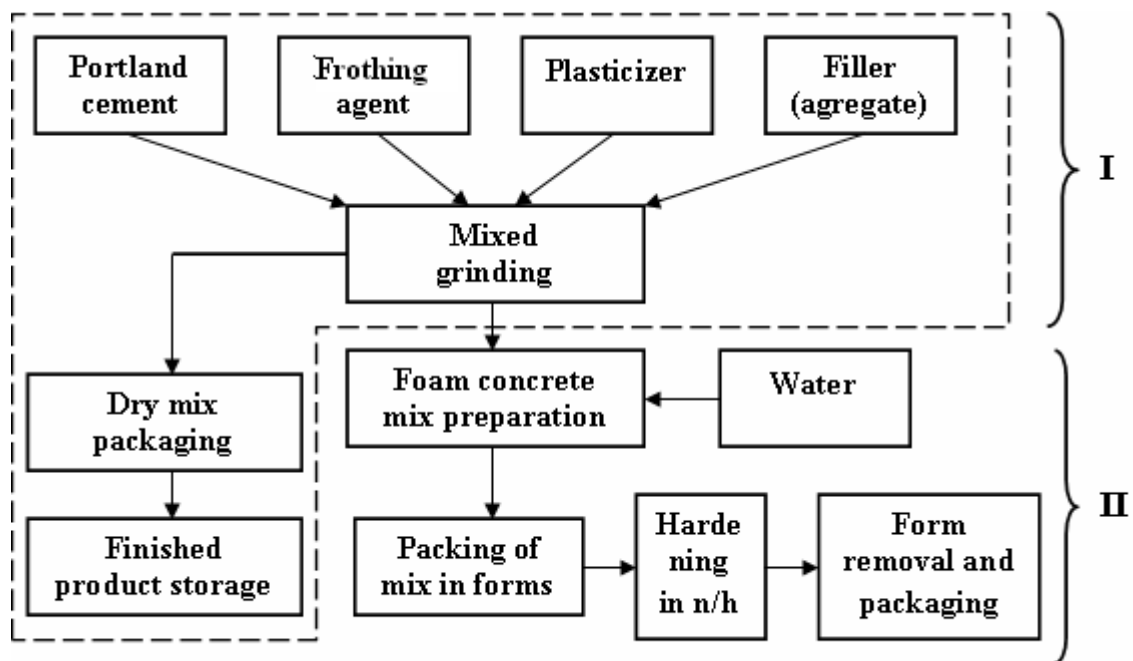 Portland
cement
Frothing
agent
Plasticizer
Filler
(agregate)
I
Mixed
grinding
Foam concrete
mix preparation
Water
Dry mix
packaging
II
Finished
product storage
Packing of
mix in forms
Harde
ning
in n/h
Form
removal and
packaging